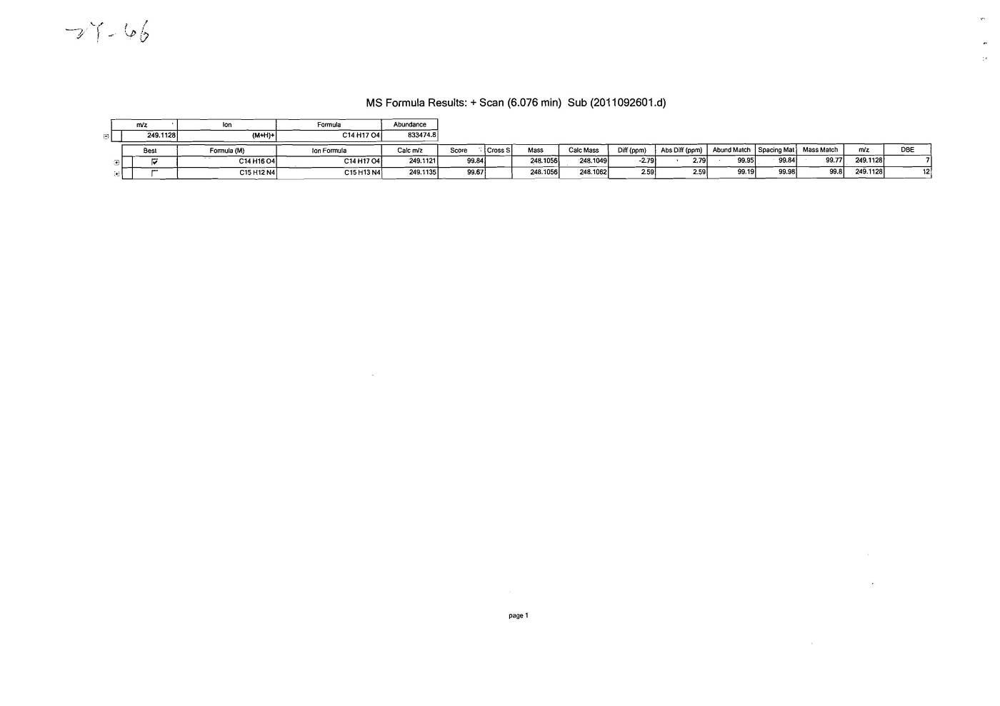 MS Formula Results: + Scan (6.076 min) Sub (2011092601.d)
m/z Ion Formula Abundance
249.1128 (M+H)+ C14 H17 O4 833474.8
Best Formula (M) Ion Formula Calc m/z Score Cross S Mass Calc Mass Diff (ppm) Abs Diff (ppm) Abund Match Spacing Mat Mass Match m/z DBE
C14 H16 O4 C14 H17 O4 249.1121 99.84 248.1056 248.1049 -2.79 2.79 99.95 99.84 99.77 249.1128 7
C15 H12 N4 C15 H13 N4 249.1135 99.67 248.1056 248.1062 2.59 2.59 99.19 99.98 99.8 249.1128 12
page 1